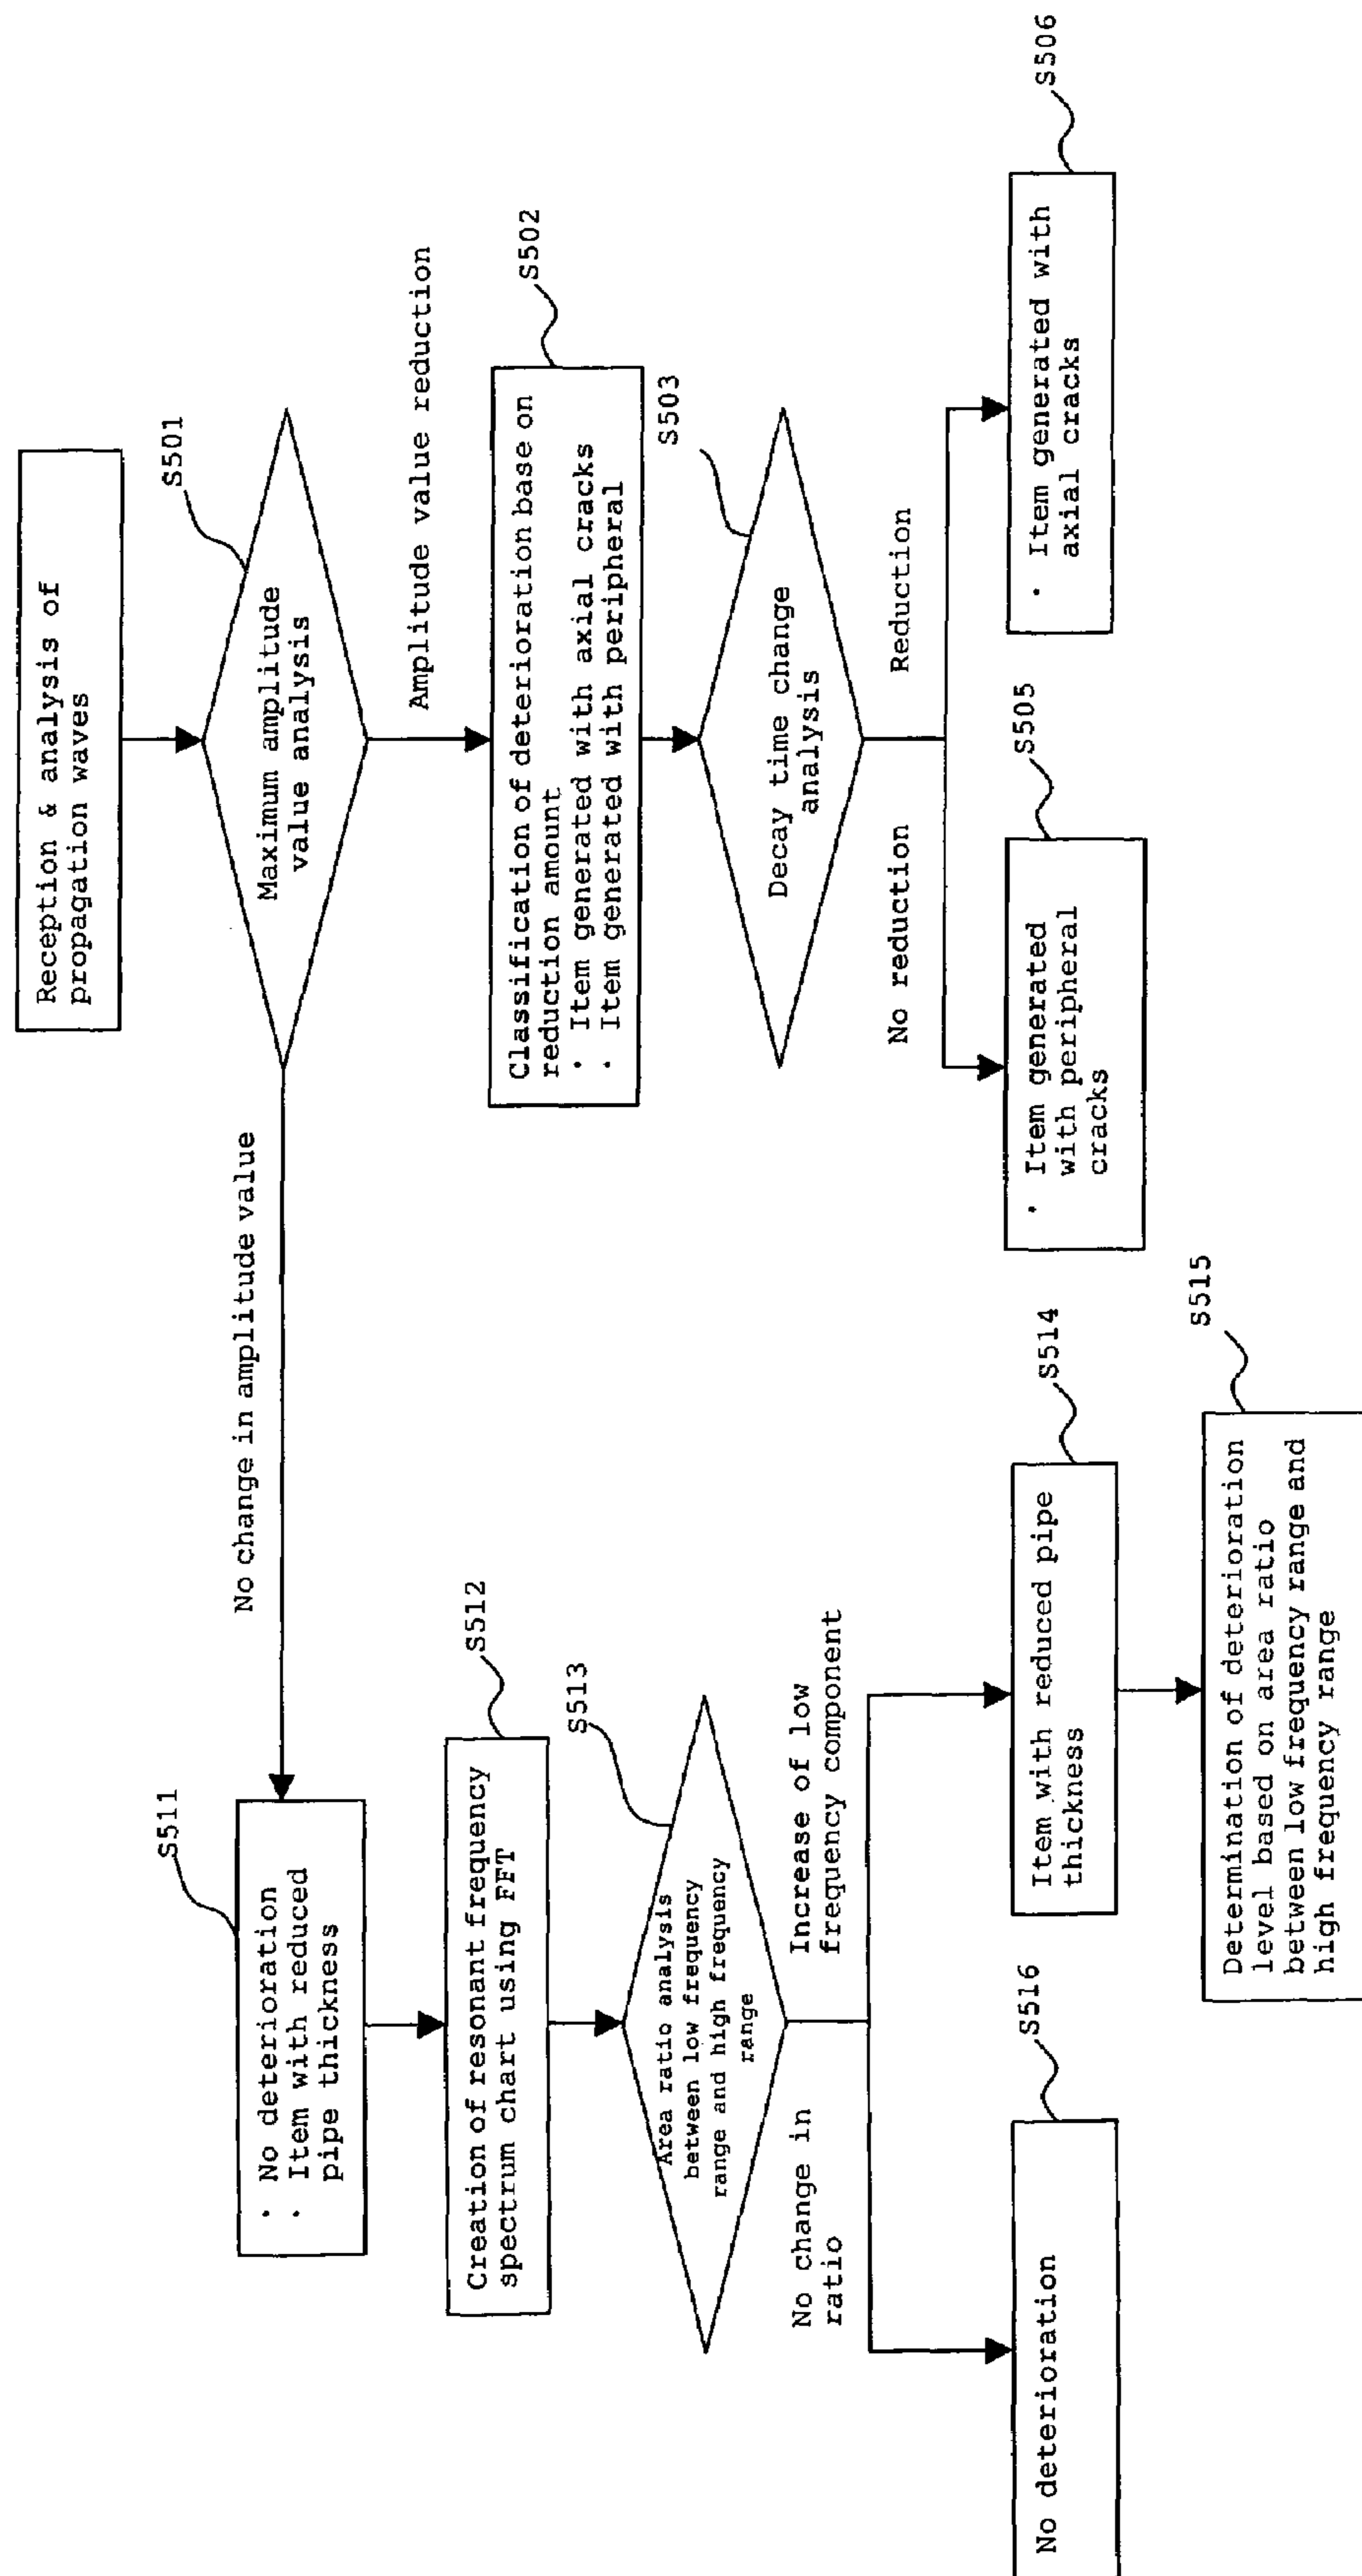 Reception & analysis of
propagation waves
S501
Maximum amplitude
value analysis
No change in amplitude value
Amplitude value reduction
S502
Classification of deterioration base on
reduction amount
· Item generated with axial cracks
· Item generated with peripheral
S503
Decay time change
analysis
No reduction
Reduction
S505
· Item generated
with peripheral
cracks
S506
· Item generated with
axial cracks
S511
· No deterioration
· Item with reduced
pipe thickness
S512
Creation of resonant frequency
spectrum chart using FFT
S513
Area ratio analysis
between low frequency
range and high frequency
range
No change in
ratio
Increase of low
frequency component
S516
No deterioration
S514
Item with reduced pipe
thickness
S515
Determination of deterioration
level based on area ratio
between low frequency range and
high frequency range